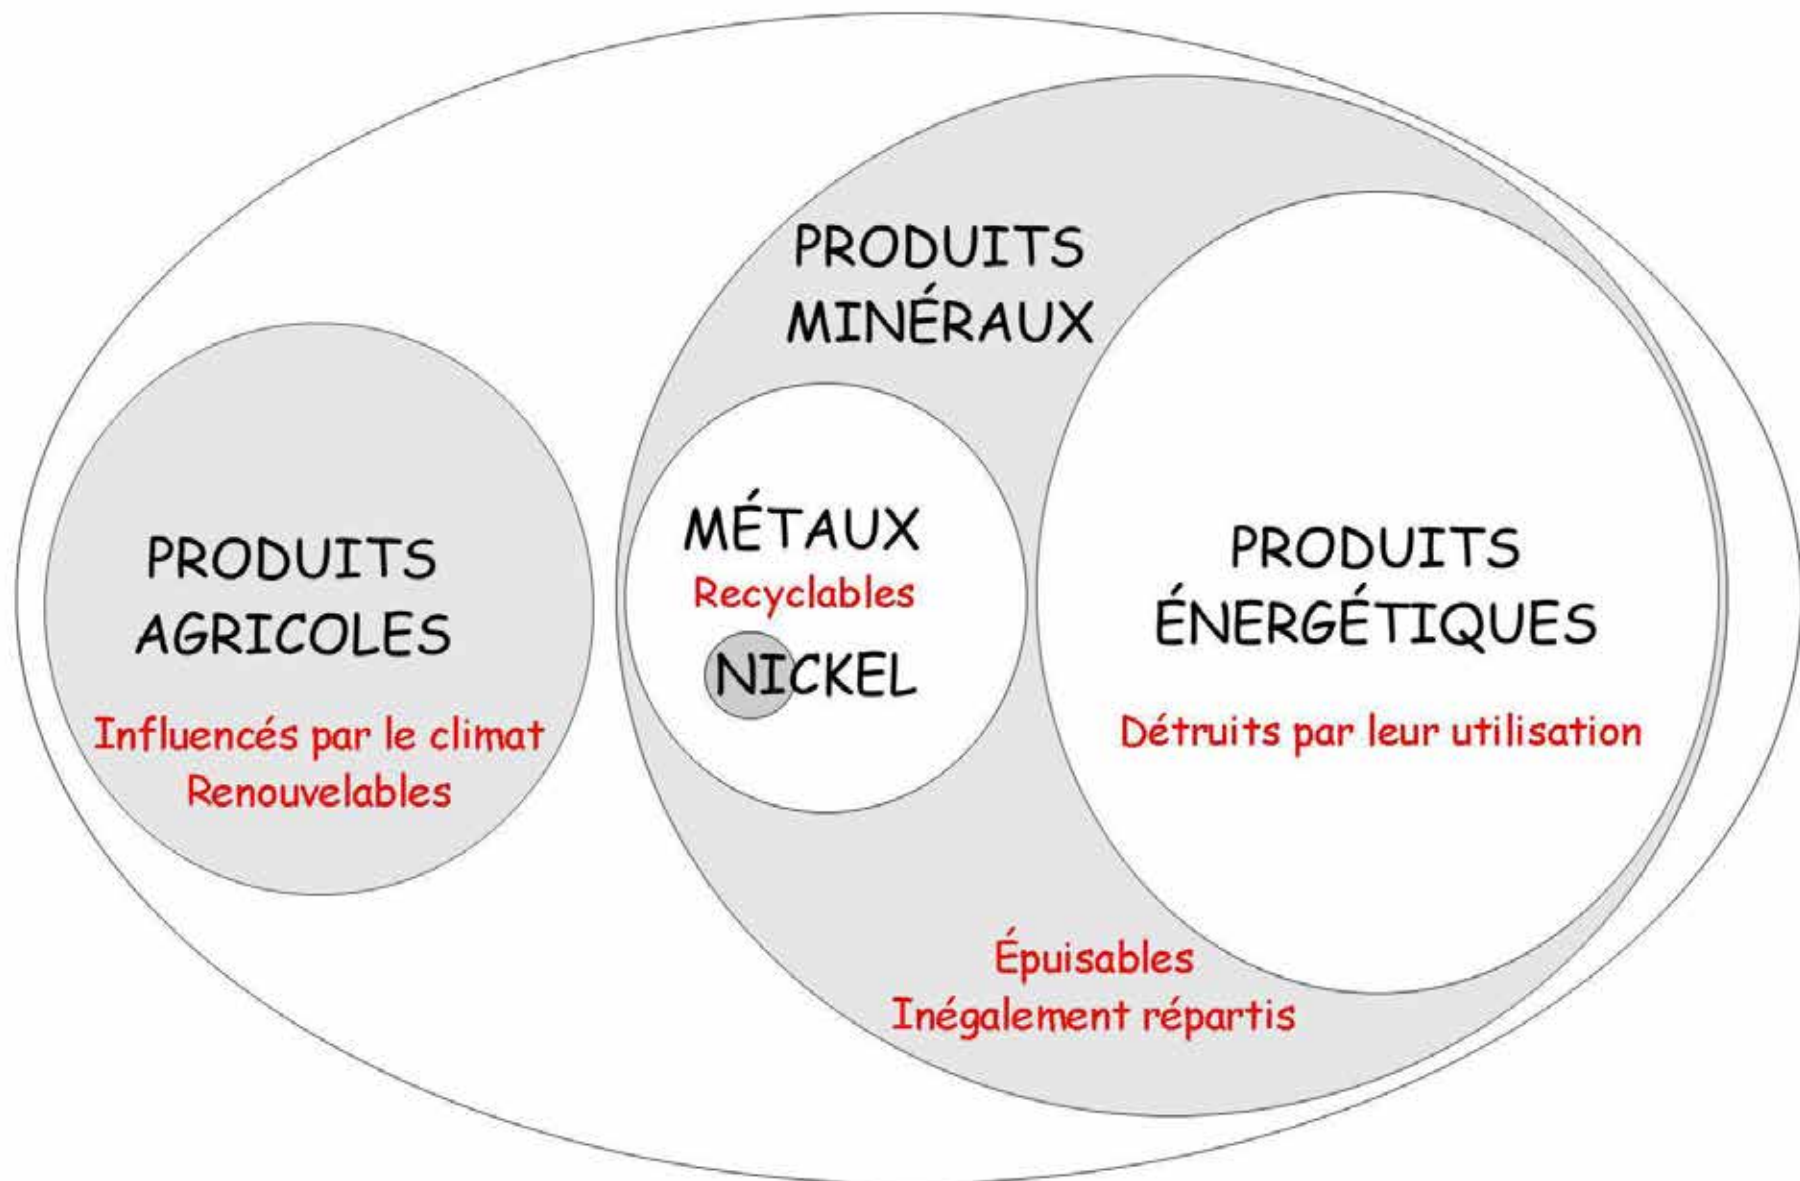 PRODUITS
MINÉRAUX
PRODUITS
AGRICOLES
Influencés par le climat
Renouvelables
MÉTAUX
Recyclables
NICKEL
PRODUITS
ÉNERGÉTIQUES
Détruits par leur utilisation
Épuisables
Inégalement répartis